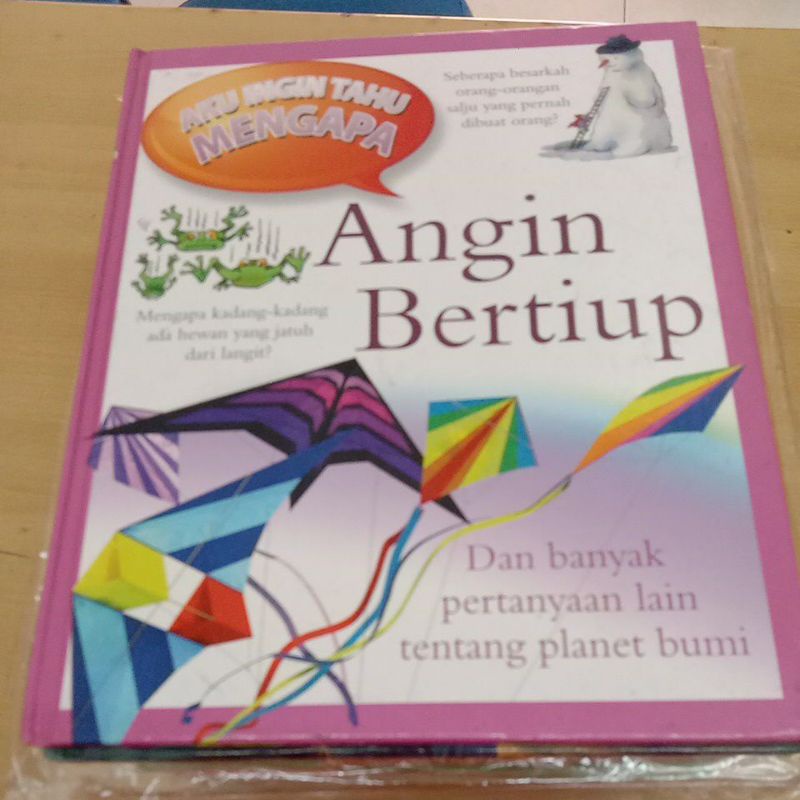 AKU INGIN TAHU
MENGAPA
Seberapa besarkah
orang-orangan
salju yang pernah
dibuat orang?
Angin
Bertiup
Mengapa kadang-kadang
ada hewan yang jatuh
dari langit?
Dan banyak
pertanyaan lain
tentang planet bumi